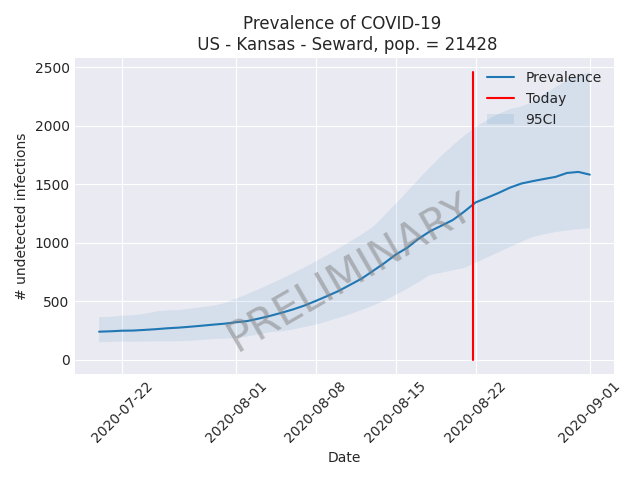 Prevalence of COVID-19
US - Kansas - Seward, pop. = 21428
2500
2000
1500
1000
500
0
# undetected infections
Prevalence
Today
95CI
PRELIMINARY
2020-07-22
2020-08-01
2020-08-08
2020-08-15
2020-08-22
2020-09-01
Date